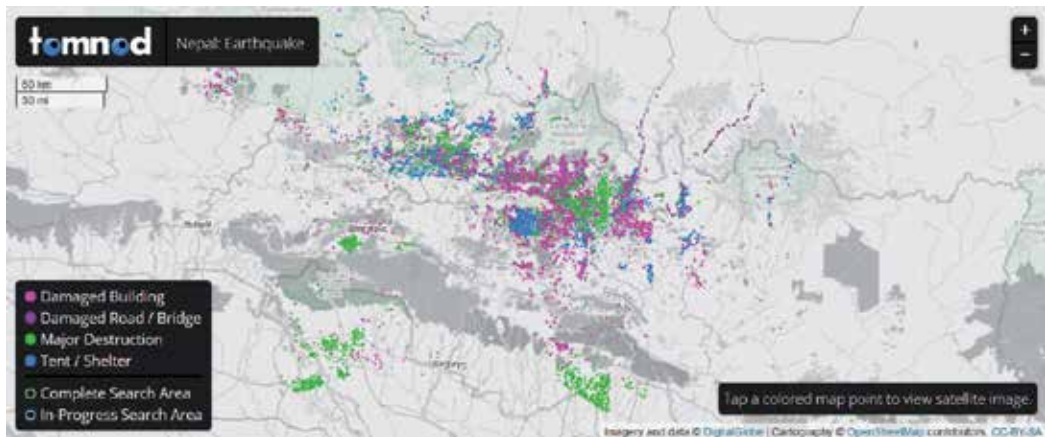 tomnod
Nepal: Earthquake
+
−
50 km
30 mi
Damaged Building
Damaged Road / Bridge
Major Destruction
Tent / Shelter
Complete Search Area
In-Progress Search Area
Tap a colored map point to view satellite image.
Imagery and data © DigitalGlobe | Cartography © OpenStreetMap contributors, CC-BY-SA